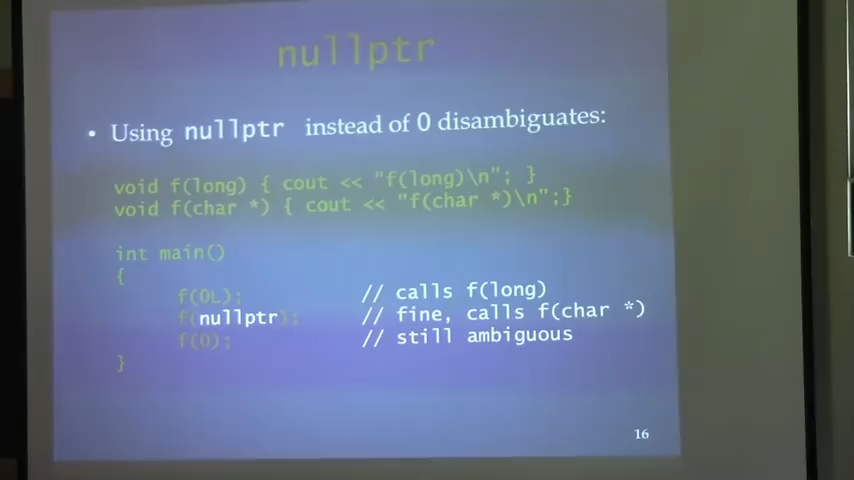 nullptr
• Using nullptr instead of 0 disambiguates:
void f(long) { cout << "f(long)\n"; }
void f(char *) { cout << "f(char *)\n";}
int main()
{
f(0L); // calls f(long)
f(nullptr); // fine, calls f(char *)
f(0); // still ambiguous
}
16